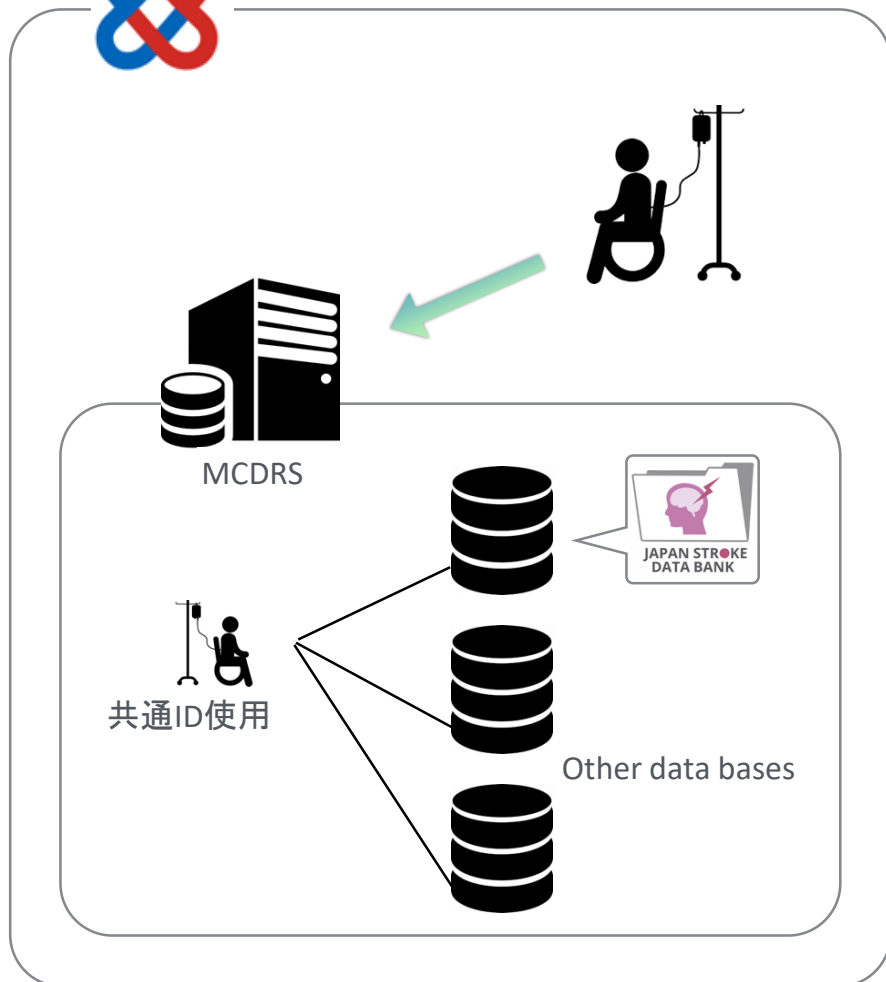 MCDRS
JAPAN STROKE
DATA BANK
共通ID使用
Other data bases